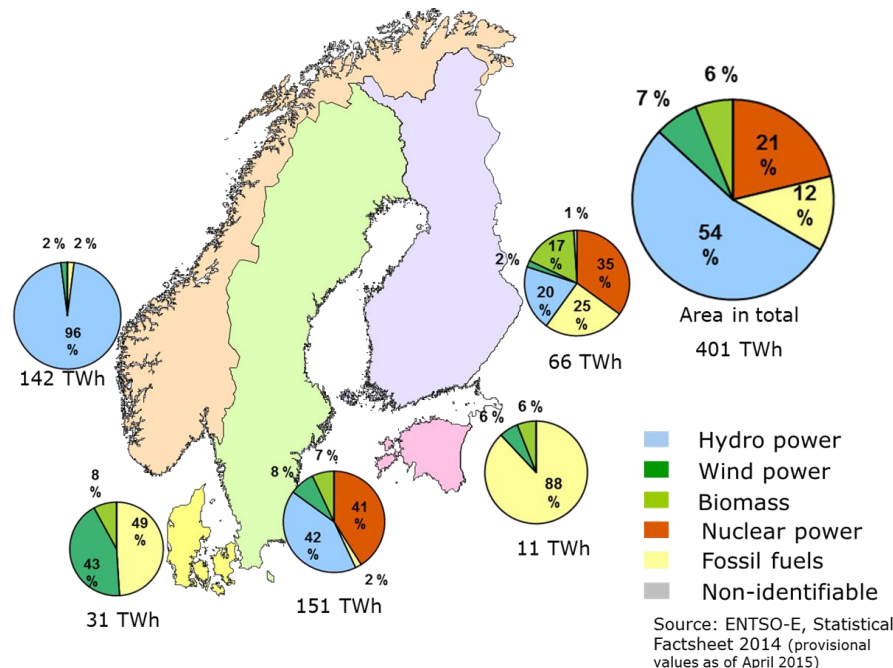 6 %
7 %
21
%
12
%
54
%
Area in total
401 TWh
1 %
17
%
2 %
35
%
20
%
25
%
66 TWh
2 %
2 %
96
%
142 TWh
6 %
6 %
88
%
11 TWh
7 %
8 %
41
%
42
%
2 %
151 TWh
8
%
49
%
43
%
31 TWh
Hydro power
Wind power
Biomass
Nuclear power
Fossil fuels
Non-identifiable
Source: ENTSO-E, Statistical
Factsheet 2014 (provisional
values as of April 2015)